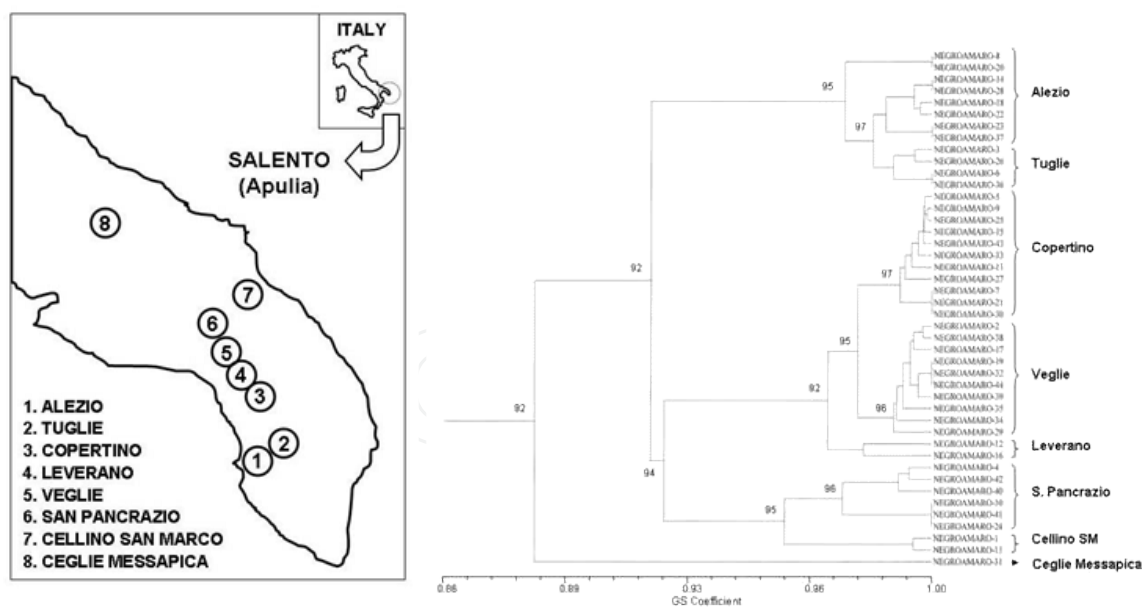 ITALY
SALENTO
(Apulia)
8
7
6
5
4
3
2
1
1. ALEZIO
2. TUGLIE
3. COPERTINO
4. LEVERANO
5. VEGLIE
6. SAN PANCRAZIO
7. CELLINO SAN MARCO
8. CEGLIE MESSAPICA
NEGROAMARO-8
NEGROAMARO-20
NEGROAMARO-14
NEGROAMARO-28
NEGROAMARO-18
NEGROAMARO-22
NEGROAMARO-23
NEGROAMARO-37
Alezio
NEGROAMARO-3
NEGROAMARO-26
NEGROAMARO-6
NEGROAMARO-36
Tuglie
NEGROAMARO-5
NEGROAMARO-9
NEGROAMARO-25
NEGROAMARO-15
NEGROAMARO-43
NEGROAMARO-33
NEGROAMARO-11
NEGROAMARO-27
NEGROAMARO-7
NEGROAMARO-21
NEGROAMARO-30
Copertino
NEGROAMARO-2
NEGROAMARO-38
NEGROAMARO-17
NEGROAMARO-19
NEGROAMARO-32
NEGROAMARO-44
NEGROAMARO-39
NEGROAMARO-35
NEGROAMARO-34
NEGROAMARO-29
Veglie
NEGROAMARO-12
NEGROAMARO-16
Leverano
NEGROAMARO-4
NEGROAMARO-42
NEGROAMARO-40
NEGROAMARO-10
NEGROAMARO-41
NEGROAMARO-24
S. Pancrazio
NEGROAMARO-1
NEGROAMARO-13
Cellino SM
NEGROAMARO-31
Ceglie Messapica
95
97
92
97
95
92
96
92
94
96
95
0.86 0.89 0.93 0.96 1.00
GS Coefficient